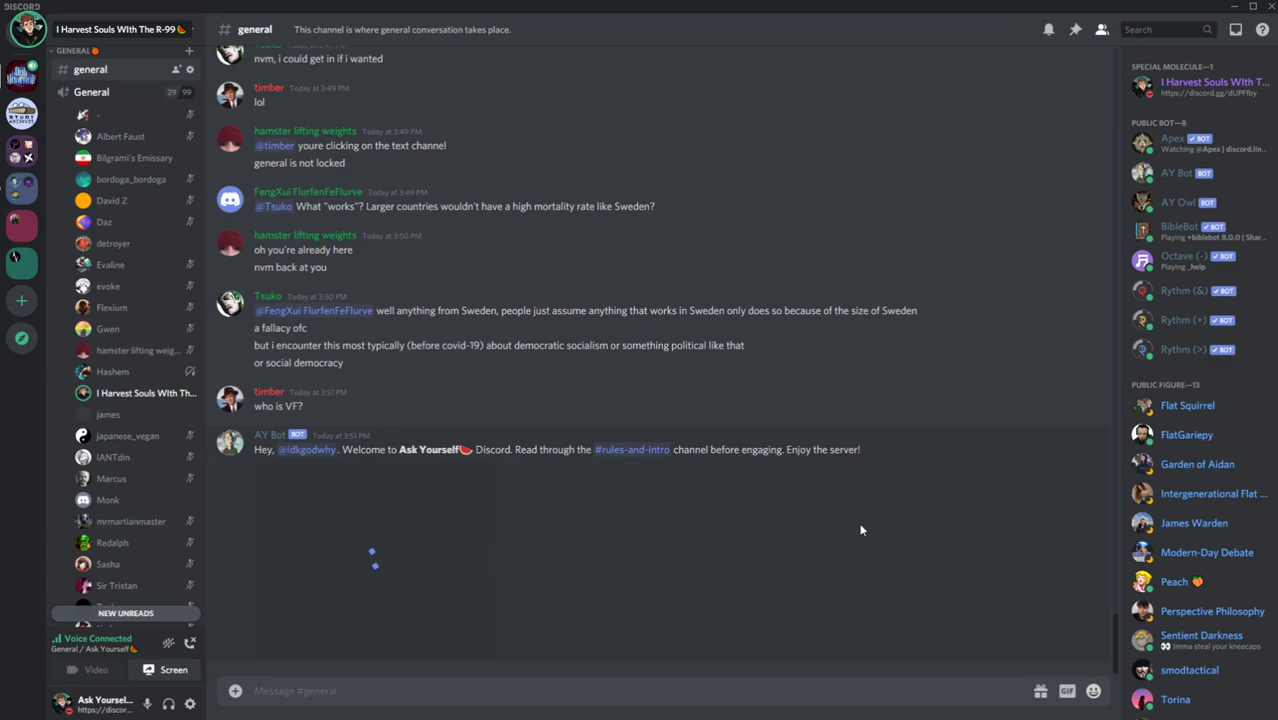 DISCORD
I Harvest Souls WIth The R-99
general
This channel is where general conversation takes place.
Search
GENERAL
general
General
29 99
-
Albert Faust
Bilgrami's Emissary
bordoga_bordoga
David Z
Daz
detroyer
Evaline
evoke
Flexium
Gwen
hamster lifting weig...
Hashem
I Harvest Souls WIth Th...
james
japanese_vegan
IANTdin
Marcus
Monk
mrmartianmaster
Redalph
Sasha
Sir Tristan
NEW UNREADS
Voice Connected
General / Ask Yourself
Video
Screen
Ask Yoursel...
https://discor...
nvm, i could get in if i wanted
timber Today at 3:49 PM
lol
hamster lifting weights Today at 3:49 PM
@timber youre clicking on the text channel
general is not locked
FengXui FlurfenFeFlurve Today at 3:49 PM
@Tsuko What "works"? Larger countries wouldn't have a high mortality rate like Sweden?
hamster lifting weights Today at 3:50 PM
oh you're already here
nvm back at you
Tsuko Today at 3:50 PM
@FengXui FlurfenFeFlurve well anything from Sweden, people just assume anything that works in Sweden only does so because of the size of Sweden
a fallacy ofc
but i encounter this most typically (before covid-19) about democratic socialism or something political like that
or social democracy
timber Today at 3:51 PM
who is VF?
AY Bot BOT Today at 3:51 PM
Hey, @idkgodwhy. Welcome to Ask Yourself Discord. Read through the #rules-and-intro channel before engaging. Enjoy the server!
Message #general
GIF
SPECIAL MOLECULE—1
I Harvest Souls WIth T...
https://discord.gg/dUPFfby
PUBLIC BOT—8
Apex BOT
Watching @Apex | discord.lin...
AY Bot BOT
AY Owl BOT
BibleBot BOT
Playing +biblebot 8.0.0 | Shar...
Octave (-) BOT
Playing _help
Rythm (&) BOT
Rythm (+) BOT
Rythm (>) BOT
PUBLIC FIGURE—13
Flat Squirrel
FlatGariepy
Garden of Aidan
Intergenerational Flat ...
James Warden
Modern-Day Debate
Peach
Perspective Philosophy
Sentient Darkness
Imma steal your kneecaps
smodtactical
Torina